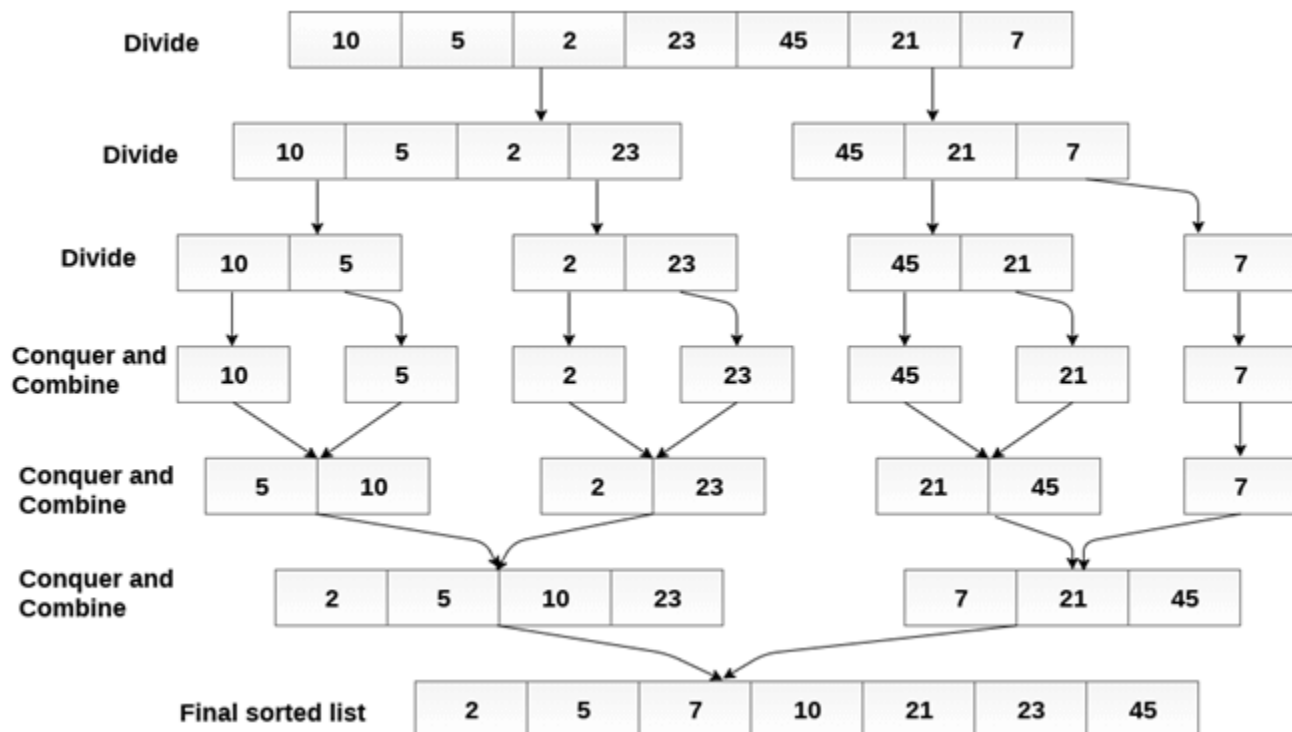 Divide 10 5 2 23 45 21 7
Divide 10 5 2 23 45 21 7
Divide 10 5 2 23 45 21 7
Conquer and
Combine 10 5 2 23 45 21 7
Conquer and
Combine 5 10 2 23 21 45 7
Conquer and
Combine 2 5 10 23 7 21 45
Final sorted list 2 5 7 10 21 23 45